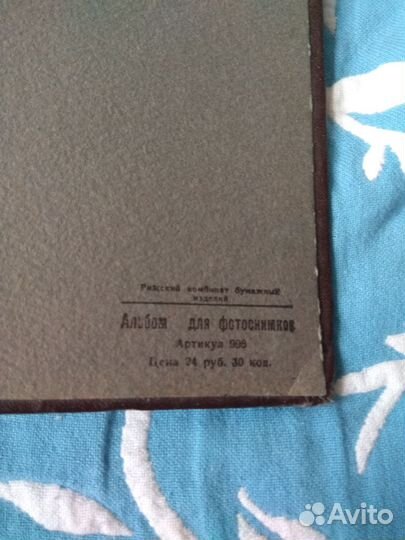 Рижский комбинат бумажных
изделий
Альбом для фотоснимков
Артикул 908
Цена 24 руб. 30 коп.
Avito